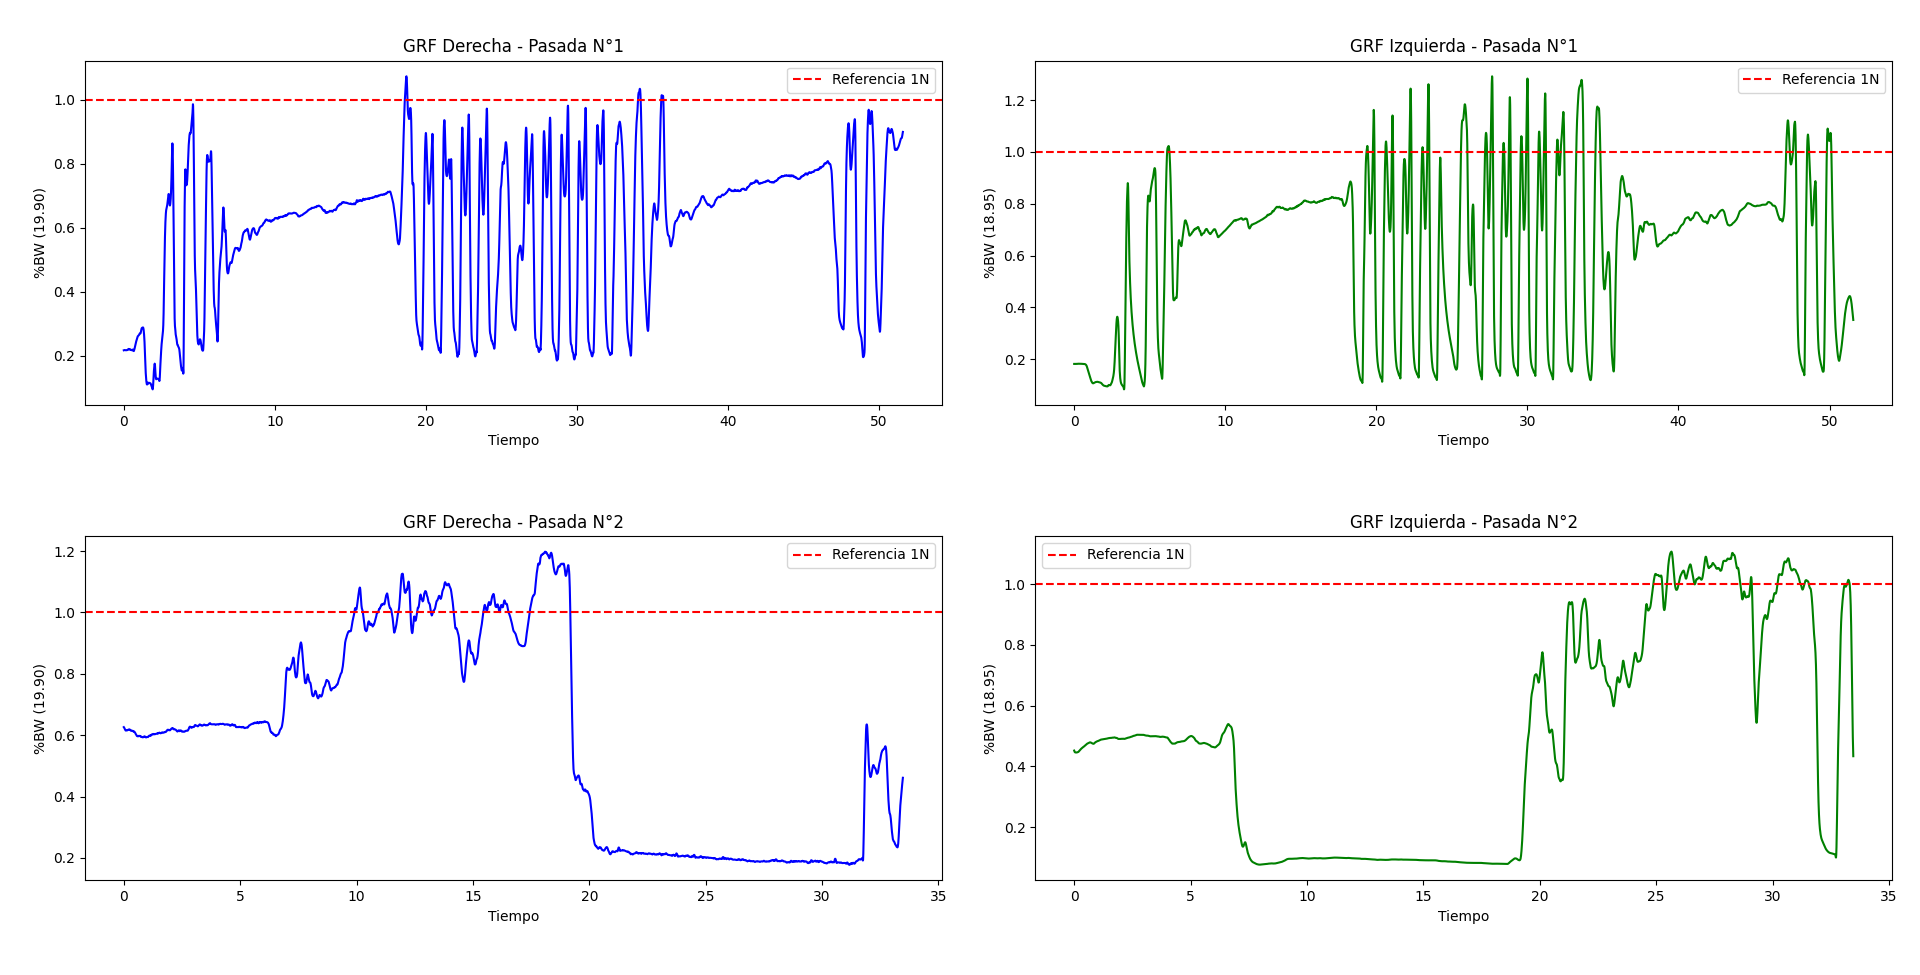 GRF Derecha - Pasada N°1
Referencia 1N
%BW (19.90)
1.0
0.8
0.6
0.4
0.2
0 10 20 30 40 50
Tiempo
GRF Izquierda - Pasada N°1
Referencia 1N
%BW (18.95)
1.2
1.0
0.8
0.6
0.4
0.2
0 10 20 30 40 50
Tiempo
GRF Derecha - Pasada N°2
Referencia 1N
%BW (19.90)
1.2
1.0
0.8
0.6
0.4
0.2
0 5 10 15 20 25 30 35
Tiempo
GRF Izquierda - Pasada N°2
Referencia 1N
%BW (18.95)
1.0
0.8
0.6
0.4
0.2
0 5 10 15 20 25 30 35
Tiempo